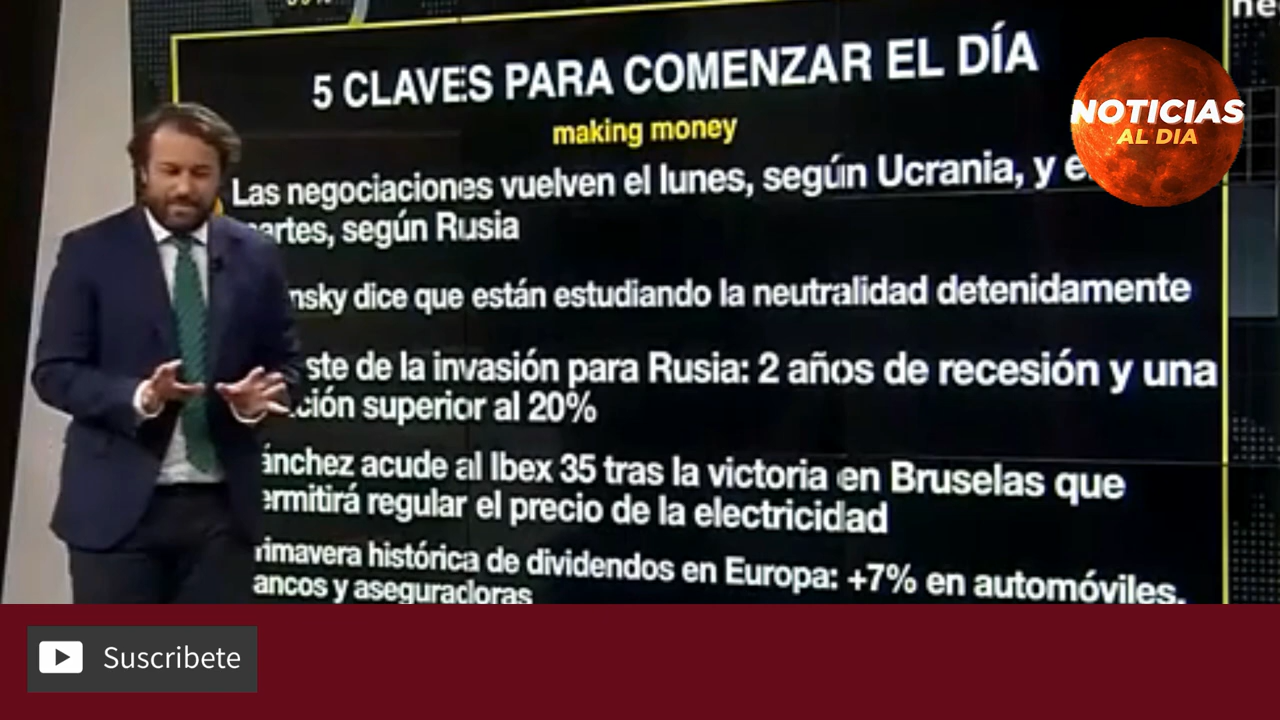 5 CLAVES PARA COMENZAR EL DÍA
making money
NOTICIAS
AL DIA
Las negociaciones vuelven el lunes, según Ucrania, y
según Rusia
dice que están estudiando la neutralidad detenidamente
de la invasión para Rusia: 2 años de recesión y una
superior al 20%
acude al Ibex 35 tras la victoria en Bruselas que
regular el precio de la electricidad
histórica de dividendos en Europa: +7% en automóviles,
y aseguradoras
Suscribete